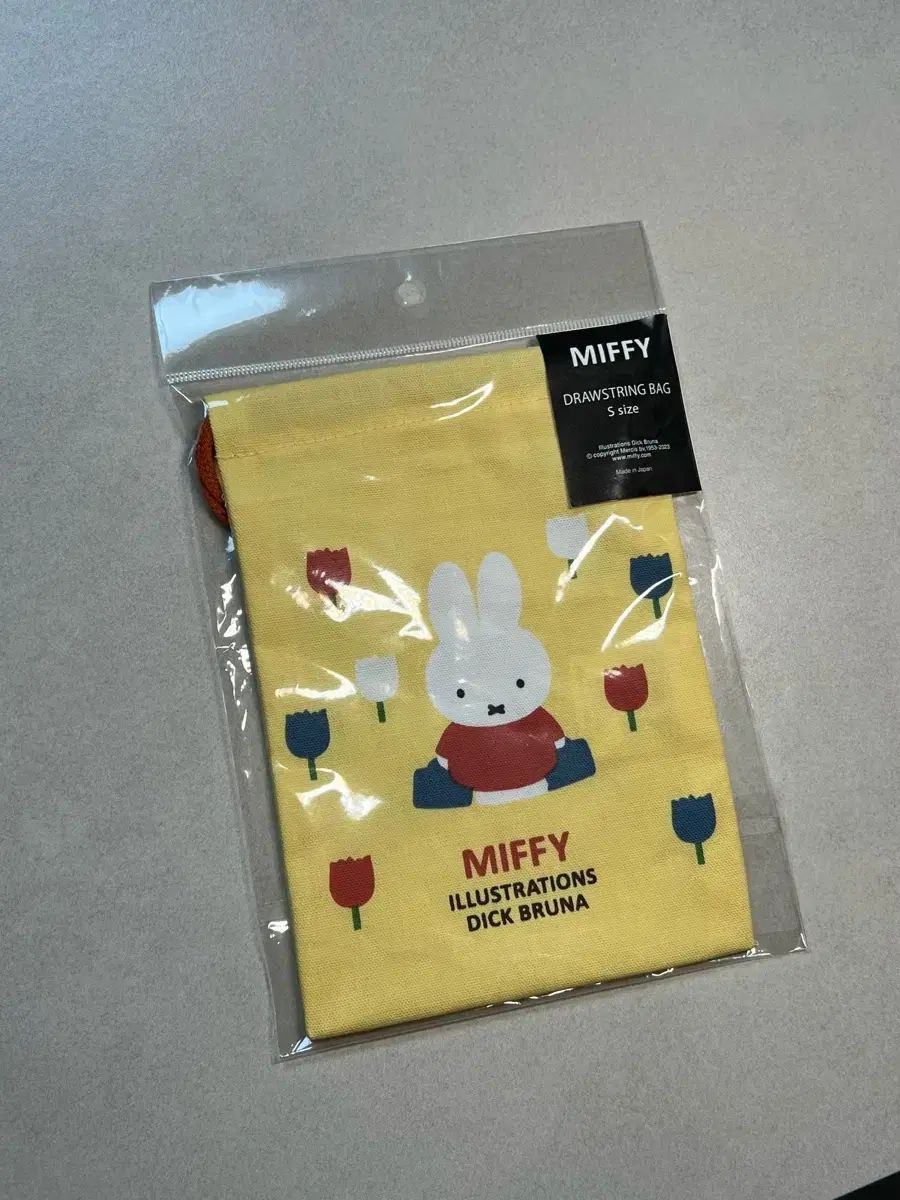 MIFFY
DRAWSTRING BAG
S size
Illustrations Dick Bruna
© copyright Mercis bv,1953-2023
www.miffy.com
Made in Japan
MIFFY
ILLUSTRATIONS
DICK BRUNA